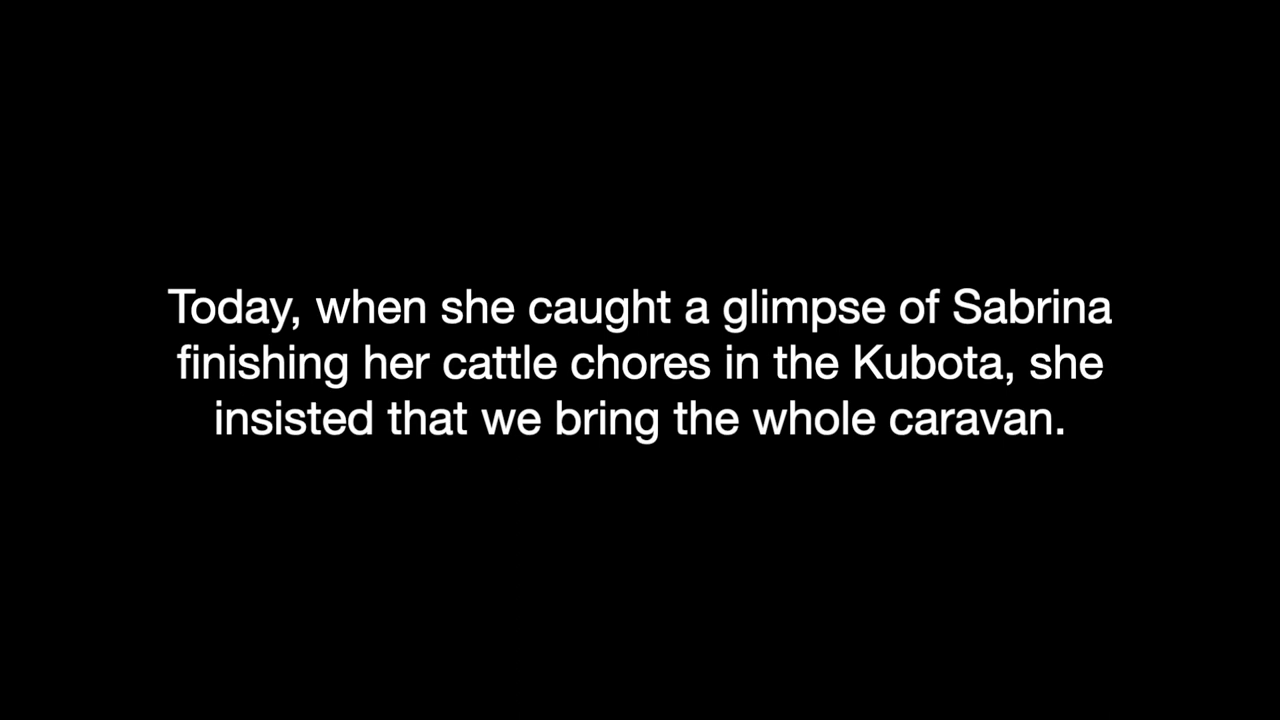 Today, when she caught a glimpse of Sabrina
finishing her cattle chores in the Kubota, she
insisted that we bring the whole caravan.